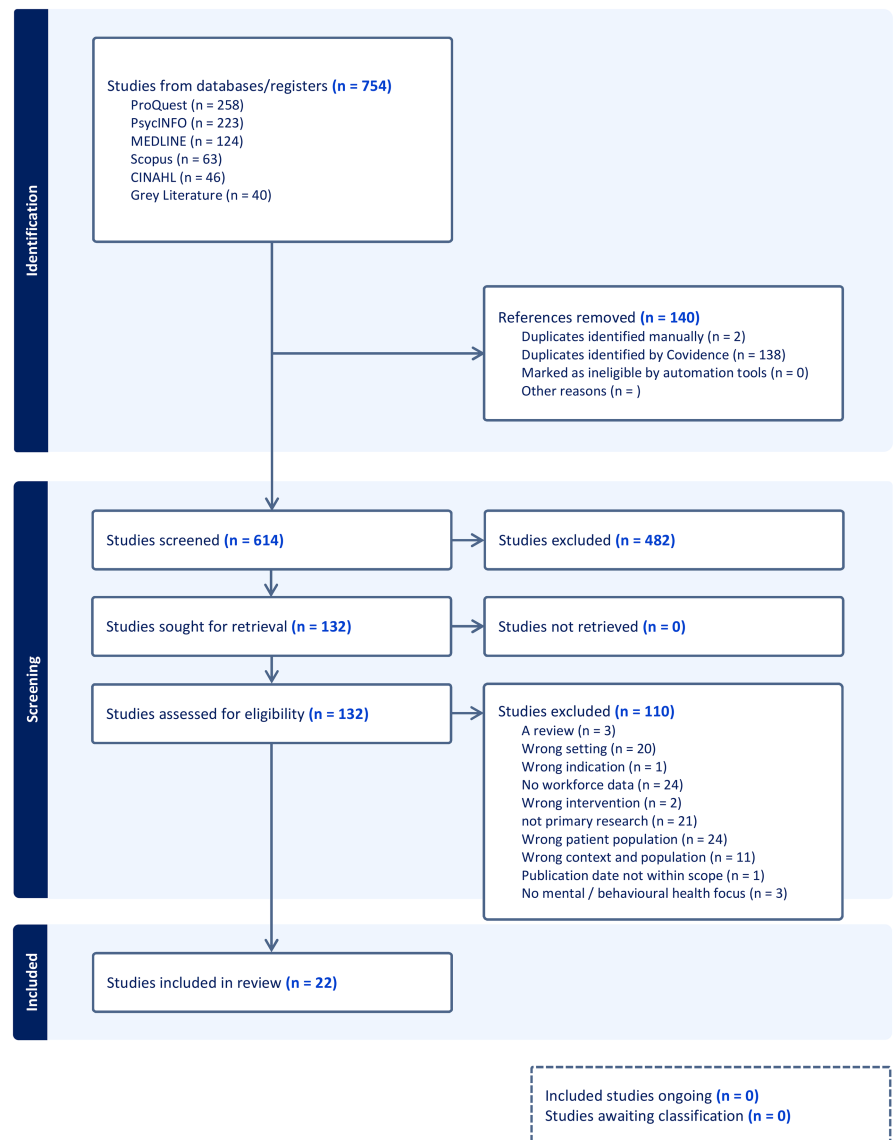 Identification
Studies from databases/registers (n = 754)
ProQuest (n = 258)
PsycINFO (n = 223)
MEDLINE (n = 124)
Scopus (n = 63)
CINAHL (n = 46)
Grey Literature (n = 40)
References removed (n = 140)
Duplicates identified manually (n = 2)
Duplicates identified by Covidence (n = 138)
Marked as ineligible by automation tools (n = 0)
Other reasons (n = )
Screening
Studies screened (n = 614)
Studies excluded (n = 482)
Studies sought for retrieval (n = 132)
Studies not retrieved (n = 0)
Studies assessed for eligibility (n = 132)
Studies excluded (n = 110)
A review (n = 3)
Wrong setting (n = 20)
Wrong indication (n = 1)
No workforce data (n = 24)
Wrong intervention (n = 2)
not primary research (n = 21)
Wrong patient population (n = 24)
Wrong context and population (n = 11)
Publication date not within scope (n = 1)
No mental / behavioural health focus (n = 3)
Included
Studies included in review (n = 22)
Included studies ongoing (n = 0)
Studies awaiting classification (n = 0)